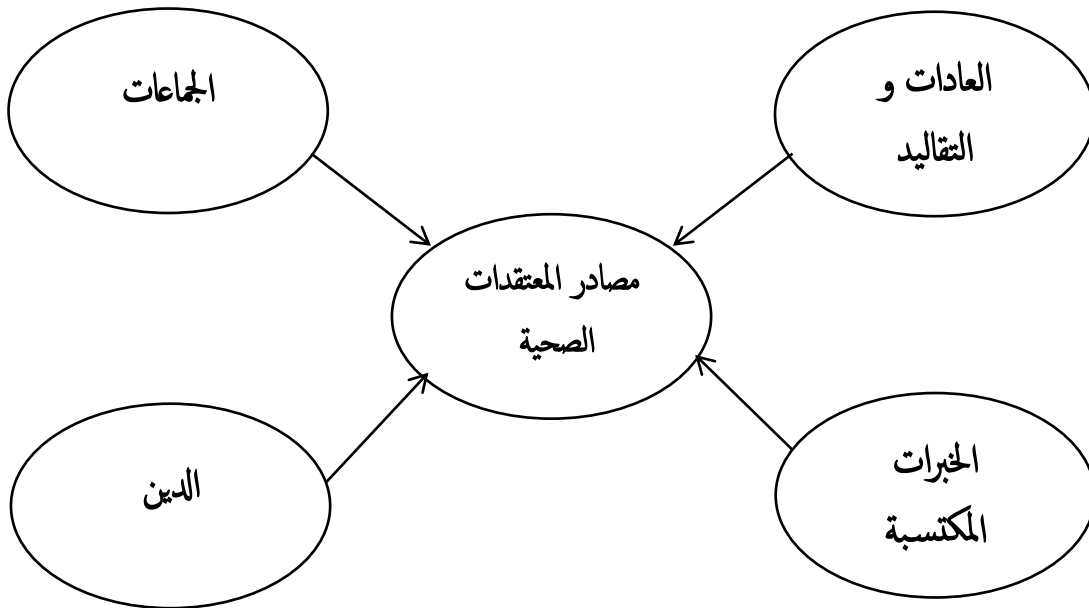 العادات و
التقاليد
الجماعات
مصادر المعتقدات
الصحية
الخبرات
المكتسبة
الدين